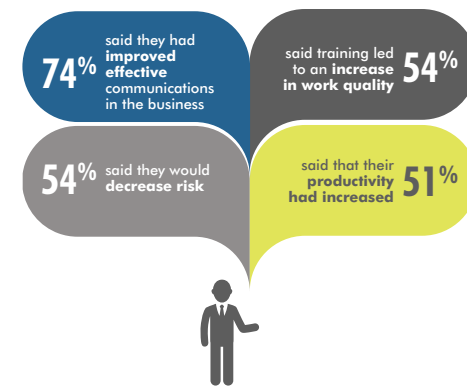 74%
said they had
improved
effective
communications
in the business
said training led
to an increase
in work quality
54%
54%
said they would
decrease risk
said that their
productivity
had increased
51%